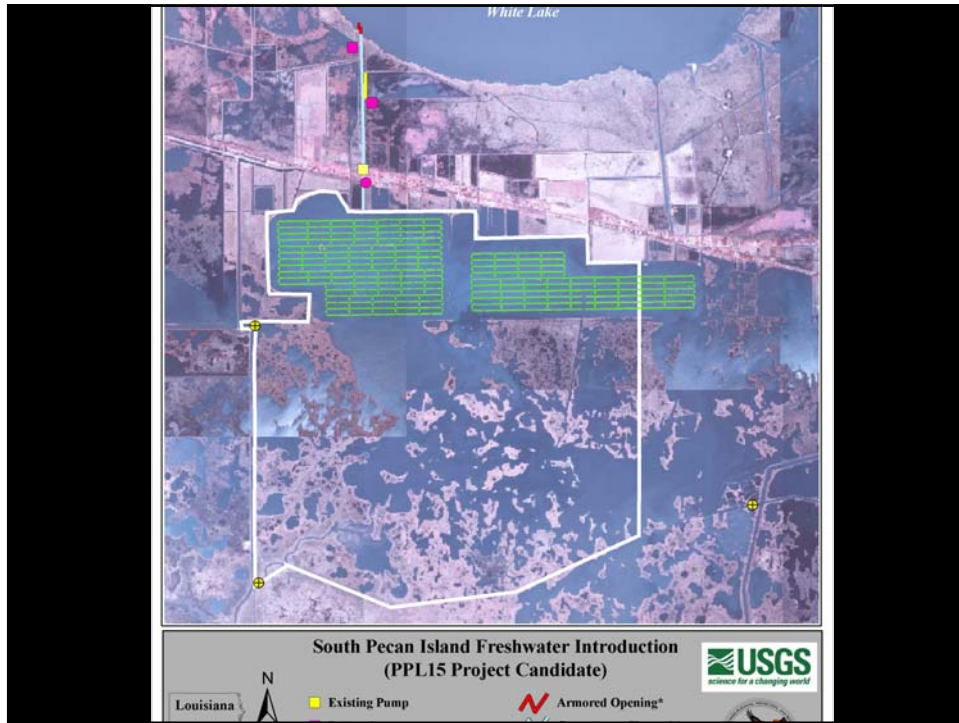 White Lake
South Pecan Island Freshwater Introduction
(PPL15 Project Candidate)
USGS
science for a changing world
N
Louisiana
Existing Pump
Armored Opening*